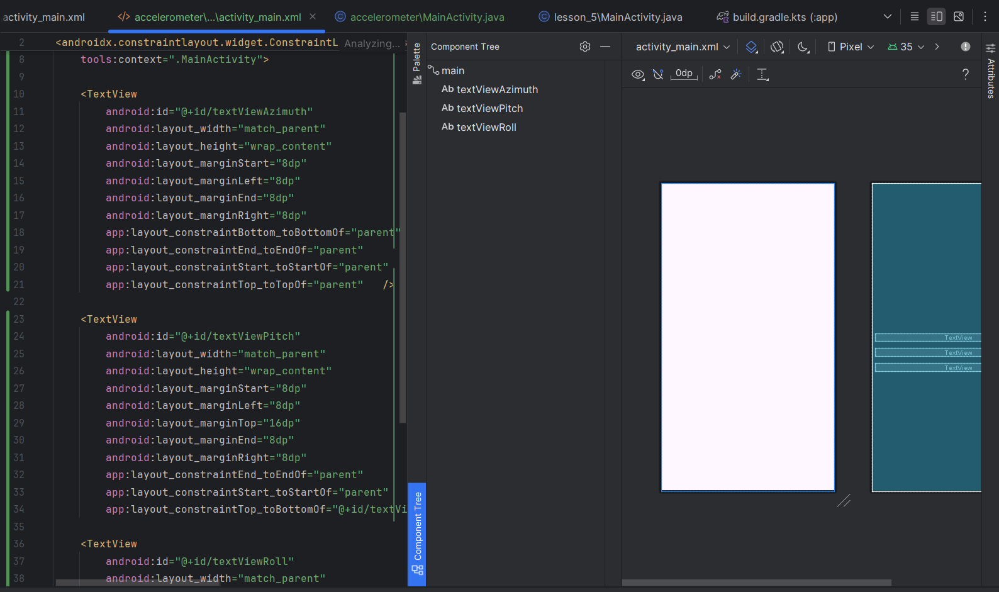 activity_main.xml
accelerometer\...\activity_main.xml
accelerometer\MainActivity.java
lesson_5\MainActivity.java
build.gradle.kts (:app)
2 <androidx.constraintlayout.widget.ConstraintL Analyzing...
8 tools:context=".MainActivity">
9
10 <TextView
11 android:id="@+id/textViewAzimuth"
12 android:layout_width="match_parent"
13 android:layout_height="wrap_content"
14 android:layout_marginStart="8dp"
15 android:layout_marginLeft="8dp"
16 android:layout_marginEnd="8dp"
17 android:layout_marginRight="8dp"
18 app:layout_constraintBottom_toBottomOf="parent"
19 app:layout_constraintEnd_toEndOf="parent"
20 app:layout_constraintStart_toStartOf="parent"
21 app:layout_constraintTop_toTopOf="parent" />
22
23 <TextView
24 android:id="@+id/textViewPitch"
25 android:layout_width="match_parent"
26 android:layout_height="wrap_content"
27 android:layout_marginStart="8dp"
28 android:layout_marginLeft="8dp"
29 android:layout_marginTop="16dp"
30 android:layout_marginEnd="8dp"
31 android:layout_marginRight="8dp"
32 app:layout_constraintEnd_toEndOf="parent"
33 app:layout_constraintStart_toStartOf="parent"
34 app:layout_constraintTop_toBottomOf="@+id/textVi
35
36 <TextView
37 android:id="@+id/textViewRoll"
38 android:layout_width="match_parent"
Palette
Component Tree
Component Tree
main
Ab textViewAzimuth
Ab textViewPitch
Ab textViewRoll
activity_main.xml
Pixel
35
0dp
?
TextView
TextView
TextView
Attributes